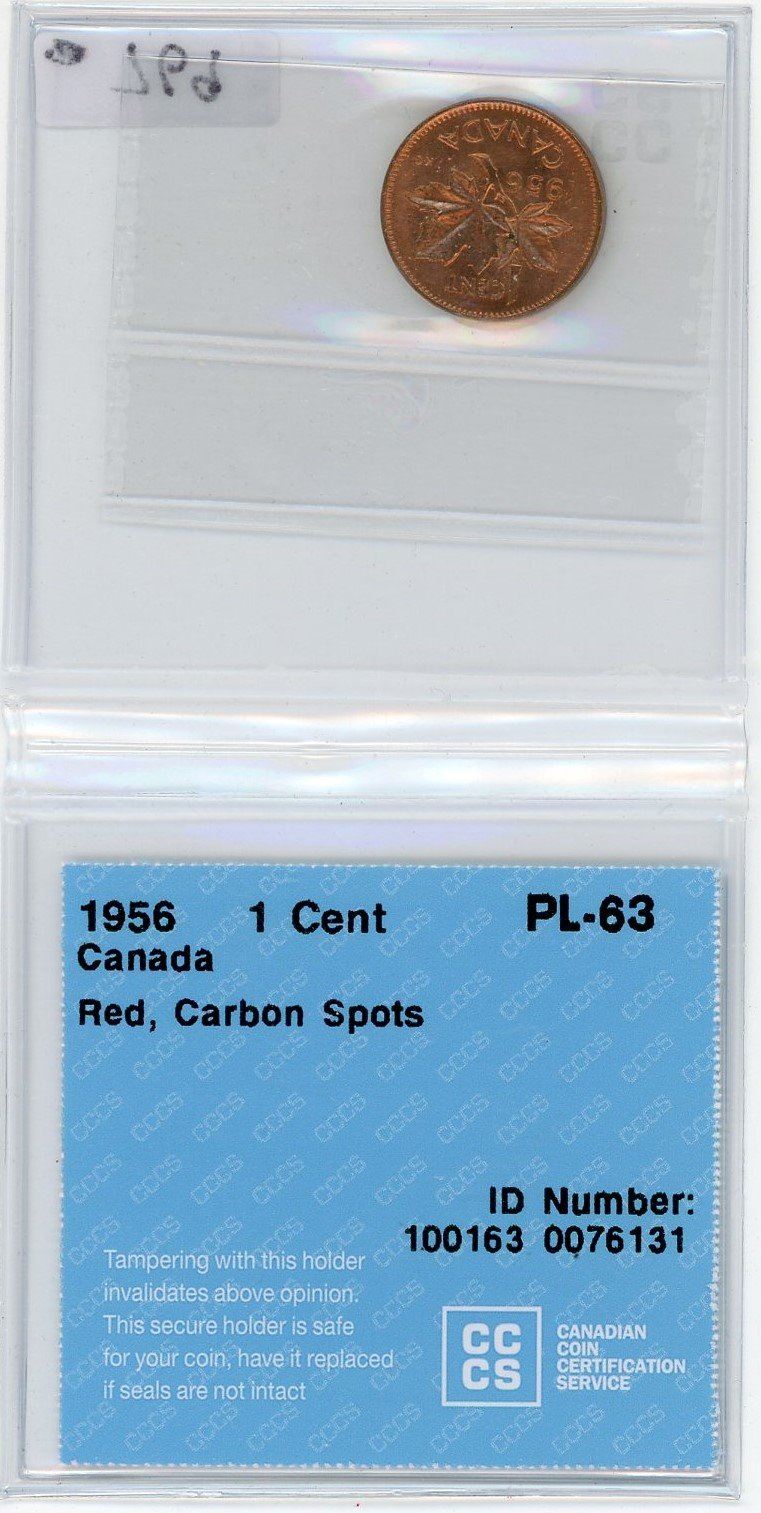 769
CANADA
1956
1 CENT
1956 1 Cent PL-63
Canada
Red, Carbon Spots
ID Number:
100163 0076131
Tampering with this holder
invalidates above opinion.
This secure holder is safe
for your coin, have it replaced
if seals are not intact
CC
CS
CANADIAN
COIN
CERTIFICATION
SERVICE